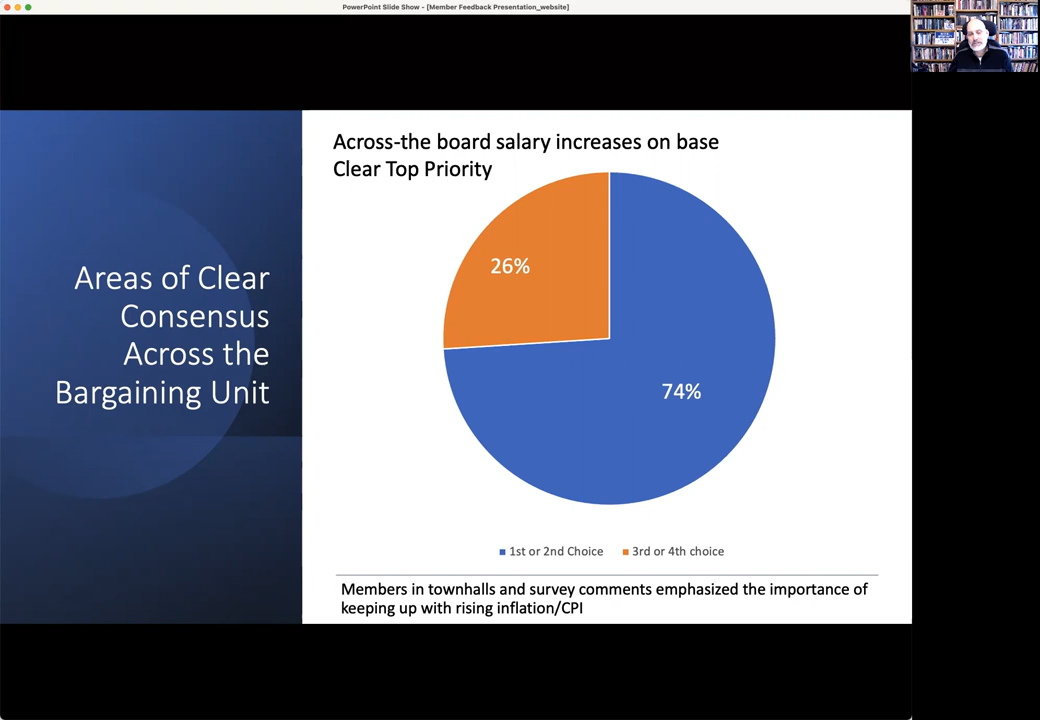 PowerPoint Slide Show - [Member Feedback Presentation_website]
Areas of Clear
Consensus
Across the
Bargaining Unit
Across-the board salary increases on base
Clear Top Priority
26%
74%
1st or 2nd Choice
3rd or 4th choice
Members in townhalls and survey comments emphasized the importance of
keeping up with rising inflation/CPI